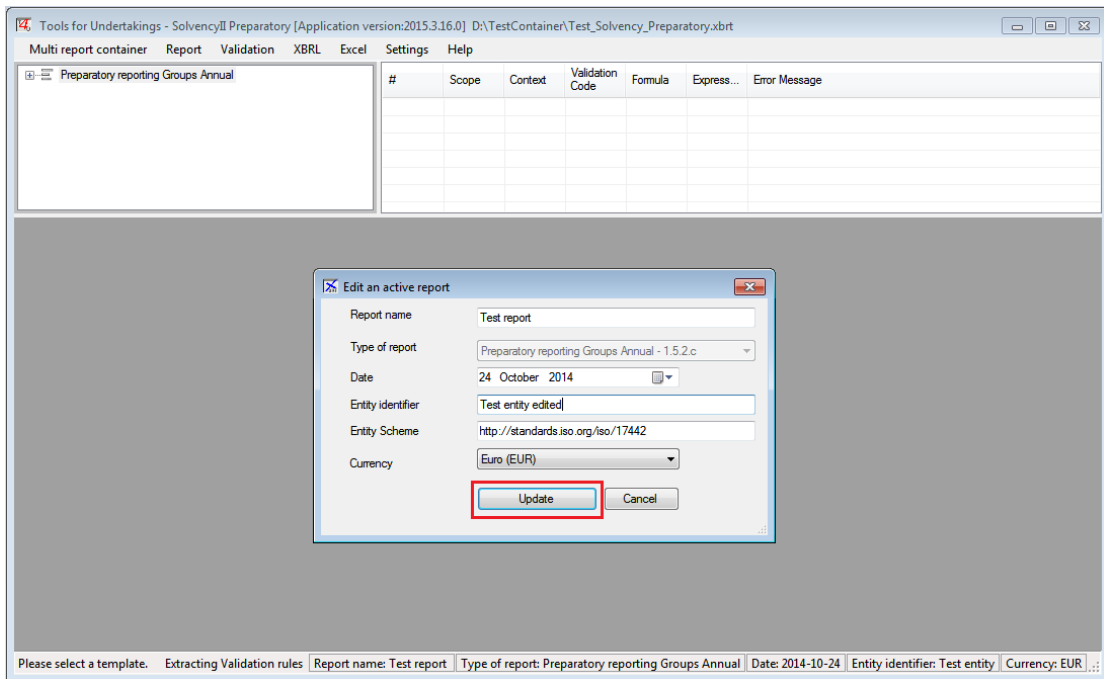 Tools for Undertakings - SolvencyII Preparatory [Application version:2015.3.16.0] D:\TestContainer\Test_Solvency_Preparatory.xbrt
Multi report container Report Validation XBRL Excel Settings Help
Preparatory reporting Groups Annual
# Scope Context Validation Code Formula Express... Error Message
Edit an active report
Report name Test report
Type of report Preparatory reporting Groups Annual - 1.5.2.c
Date 24 October 2014
Entity identifier Test entity edited
Entity Scheme http://standards.iso.org/iso/17442
Currency Euro (EUR)
Update Cancel
Please select a template. Extracting Validation rules Report name: Test report Type of report: Preparatory reporting Groups Annual Date: 2014-10-24 Entity identifier: Test entity Currency: EUR